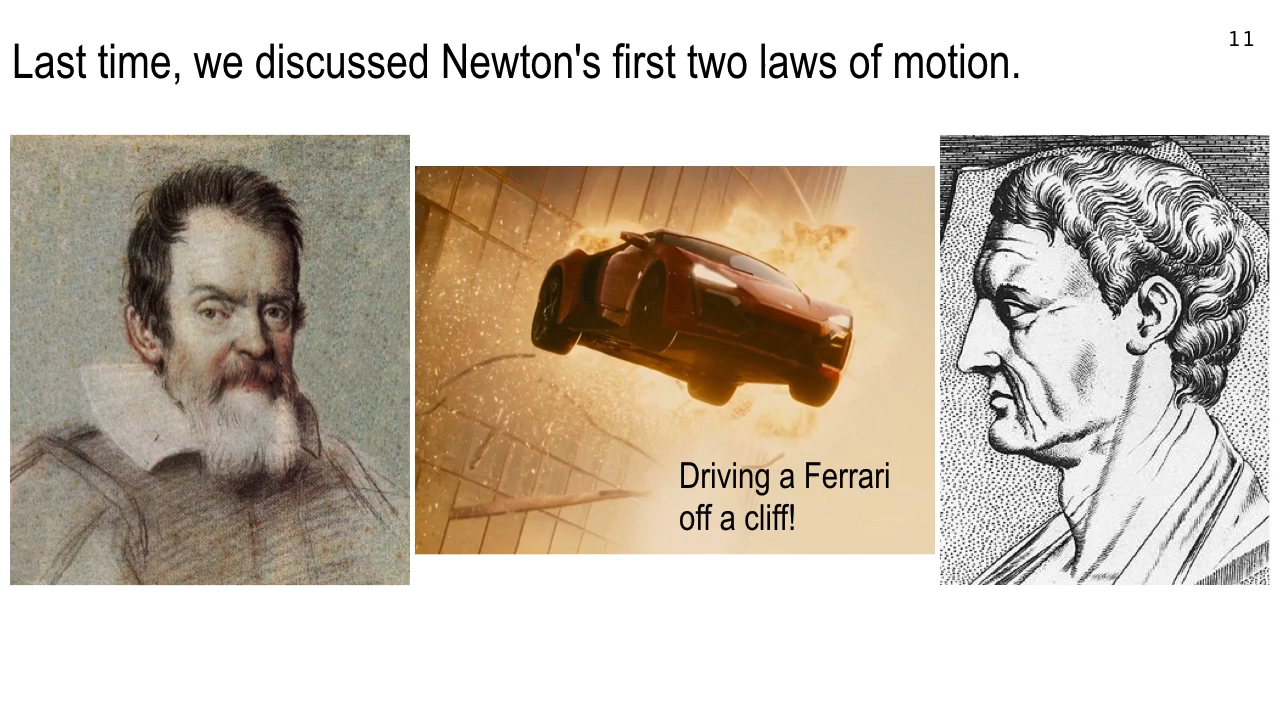 Last time, we discussed Newton's first two laws of motion.
11
Driving a Ferrari
off a cliff!